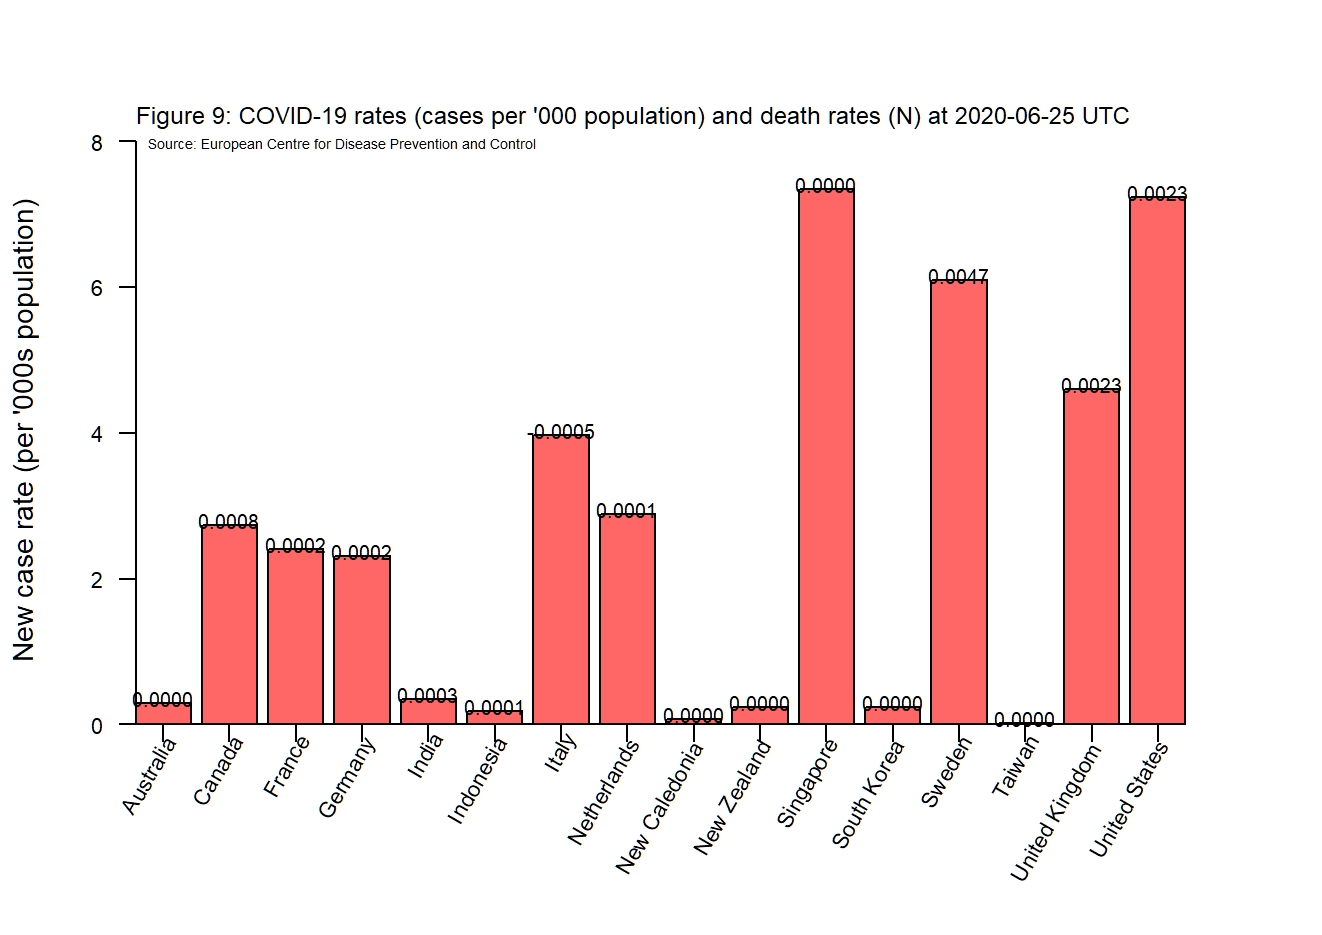 Figure 9: COVID-19 rates (cases per '000 population) and death rates (N) at 2020-06-25 UTC
Source: European Centre for Disease Prevention and Control
New case rate (per '000s population)
8
6
4
2
0
0.0000
0.0008
0.0002
0.0002
0.0003
0.0001
-0.0005
0.0001
0.0000
0.0000
0.0000
0.0000
0.0047
0.0000
0.0023
0.0023
Australia
Canada
France
Germany
India
Indonesia
Italy
Netherlands
New Caledonia
New Zealand
Singapore
South Korea
Sweden
Taiwan
United Kingdom
United States